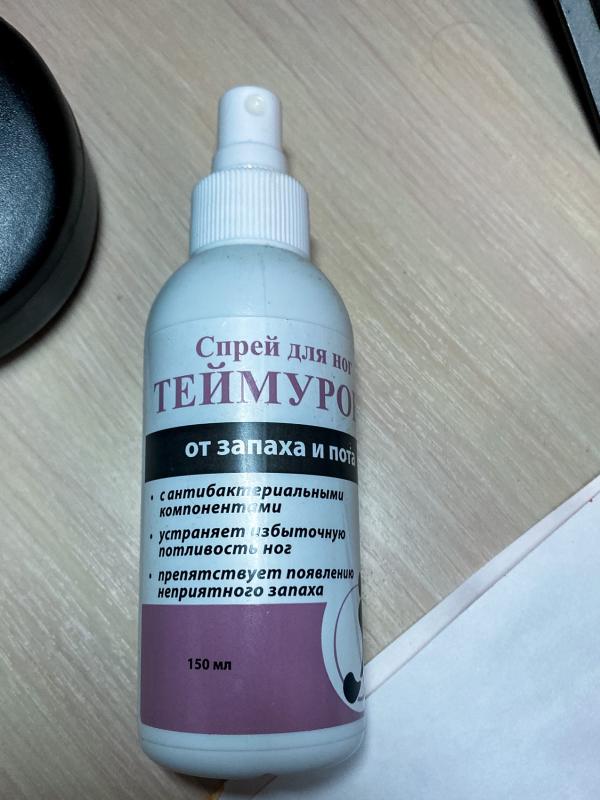 Спрей для ног
ТЕЙМУРО
от запаха и пота
• с антибактериальными
компонентами
• устраняет избыточную
потливость ног
• препятствует появлению
неприятного запаха
150 мл